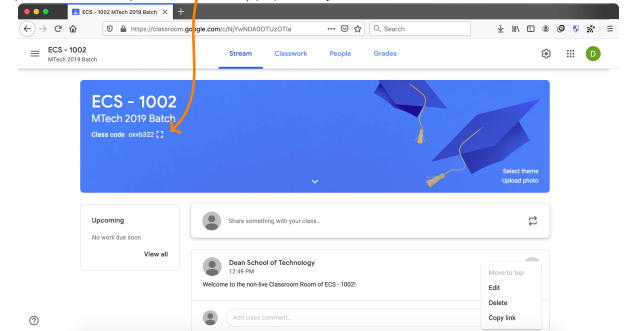 ECS - 1002 MTech 2019 Batch
https://classroom.google.com/c/NjYwNDA0OTUzOTla
Search
ECS - 1002
MTech 2019 Batch
Stream
Classwork
People
Grades
D
ECS - 1002
MTech 2019 Batch
Class code oxvb322
Select theme
Upload photo
Upcoming
No work due soon
View all
Share something with your class…
Dean School of Technology
12:49 PM
Welcome to the non-live Classroom Room of ECS - 1002!
Add class comment…
Move to top
Edit
Delete
Copy link